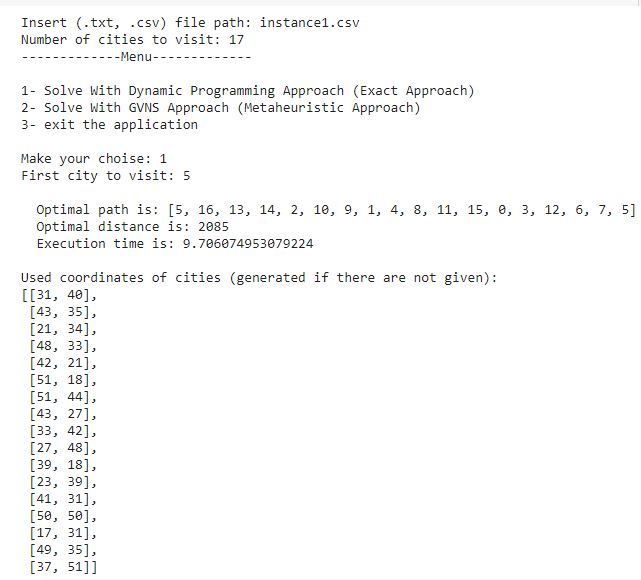 Insert (.txt, .csv) file path: instance1.csv
Number of cities to visit: 17
-------------Menu-------------
1- Solve With Dynamic Programming Approach (Exact Approach)
2- Solve With GVNS Approach (Metaheuristic Approach)
3- exit the application
Make your choise: 1
First city to visit: 5
Optimal path is: [5, 16, 13, 14, 2, 10, 9, 1, 4, 8, 11, 15, 0, 3, 12, 6, 7, 5]
Optimal distance is: 2085
Execution time is: 9.706074953079224
Used coordinates of cities (generated if there are not given):
[[31, 40],
[43, 35],
[21, 34],
[48, 33],
[42, 21],
[51, 18],
[51, 44],
[43, 27],
[33, 42],
[27, 48],
[39, 18],
[23, 39],
[41, 31],
[50, 50],
[17, 31],
[49, 35],
[37, 51]]